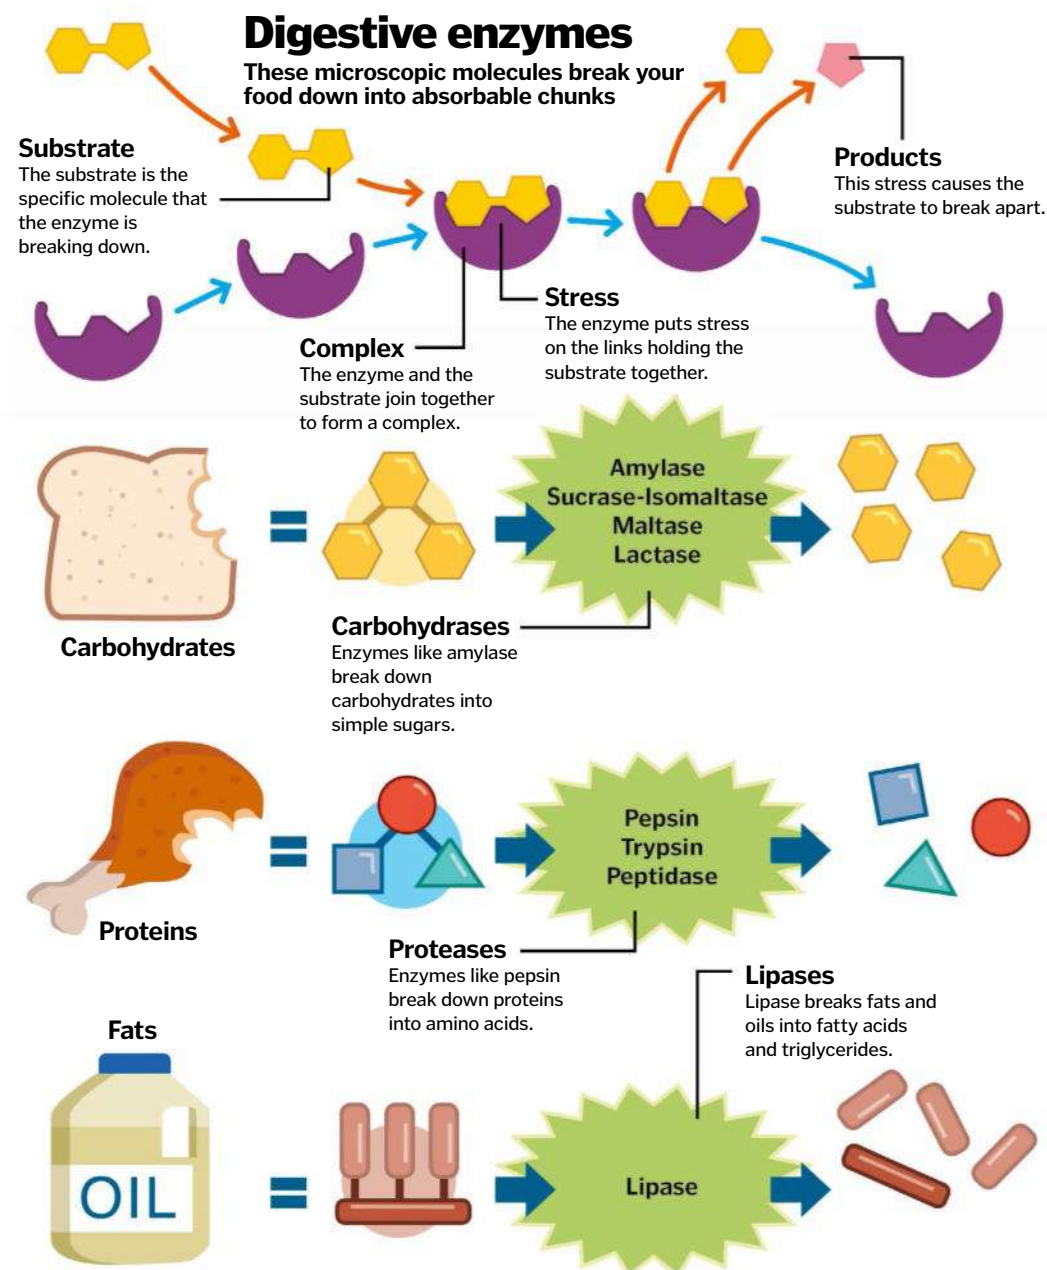 Digestive enzymes
These microscopic molecules break your
food down into absorbable chunks
Substrate
The substrate is the
specific molecule that
the enzyme is
breaking down.
Products
This stress causes the
substrate to break apart.
Stress
The enzyme puts stress
on the links holding the
substrate together.
Complex
The enzyme and the
substrate join together
to form a complex.
Amylase
Sucrase-Isomaltase
Maltase
Lactase
Carbohydrates
Carbohydrases
Enzymes like amylase
break down
carbohydrates into
simple sugars.
Pepsin
Trypsin
Peptidase
Proteins
Proteases
Enzymes like pepsin
break down proteins
into amino acids.
Lipases
Lipase breaks fats and
oils into fatty acids
and triglycerides.
Fats
OIL
Lipase